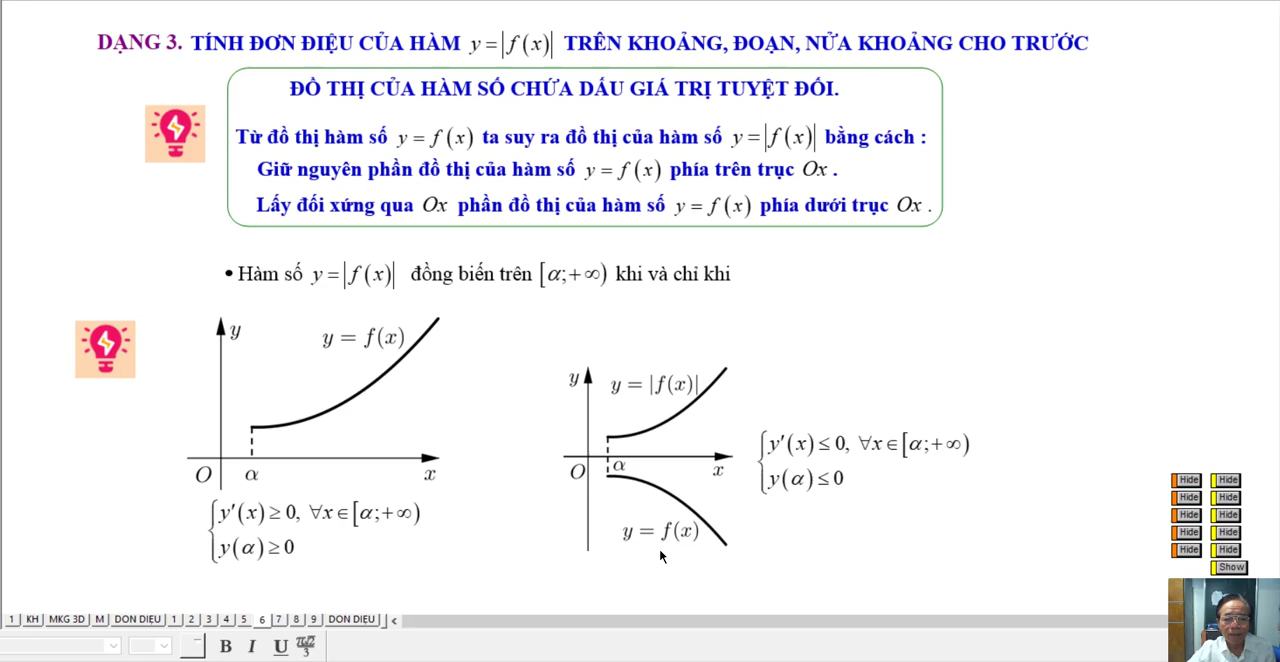 DẠNG 3. TÍNH ĐƠN ĐIỆU CỦA HÀM y = |f(x)| TRÊN KHOẢNG, ĐOẠN, NỬA KHOẢNG CHO TRƯỚC
ĐỒ THỊ CỦA HÀM SỐ CHỨA DẤU GIÁ TRỊ TUYỆT ĐỐI.
Từ đồ thị hàm số y = f(x) ta suy ra đồ thị của hàm số y = |f(x)| bằng cách :
Giữ nguyên phần đồ thị của hàm số y = f(x) phía trên trục Ox .
Lấy đối xứng qua Ox phần đồ thị của hàm số y = f(x) phía dưới trục Ox .
• Hàm số y = |f(x)| đồng biến trên [α;+∞) khi và chỉ khi
y
y = f(x)
O α x
y'(x) ≥ 0, ∀x ∈ [α;+∞)
y(α) ≥ 0
y
y = |f(x)|
O α x
y = f(x)
y'(x) ≤ 0, ∀x ∈ [α;+∞)
y(α) ≤ 0
Hide Hide
Hide Hide
Hide Hide
Hide Hide
Hide Hide
Show
1 KH MKG 3D M DON DIEU 1 2 3 4 5 6 7 8 9 DON DIEU <
B I U